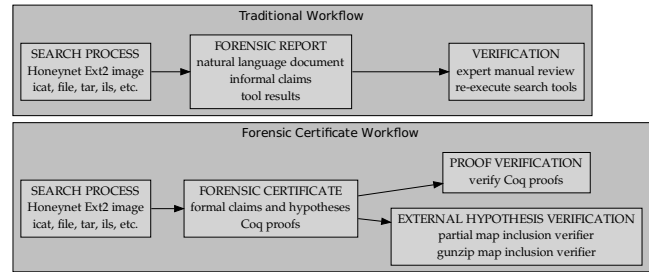 Traditional Workflow
SEARCH PROCESS
Honeynet Ext2 image
icat, file, tar, ils, etc.
FORENSIC REPORT
natural language document
informal claims
tool results
VERIFICATION
expert manual review
re-execute search tools
Forensic Certificate Workflow
SEARCH PROCESS
Honeynet Ext2 image
icat, file, tar, ils, etc.
FORENSIC CERTIFICATE
formal claims and hypotheses
Coq proofs
PROOF VERIFICATION
verify Coq proofs
EXTERNAL HYPOTHESIS VERIFICATION
partial map inclusion verifier
gunzip map inclusion verifier